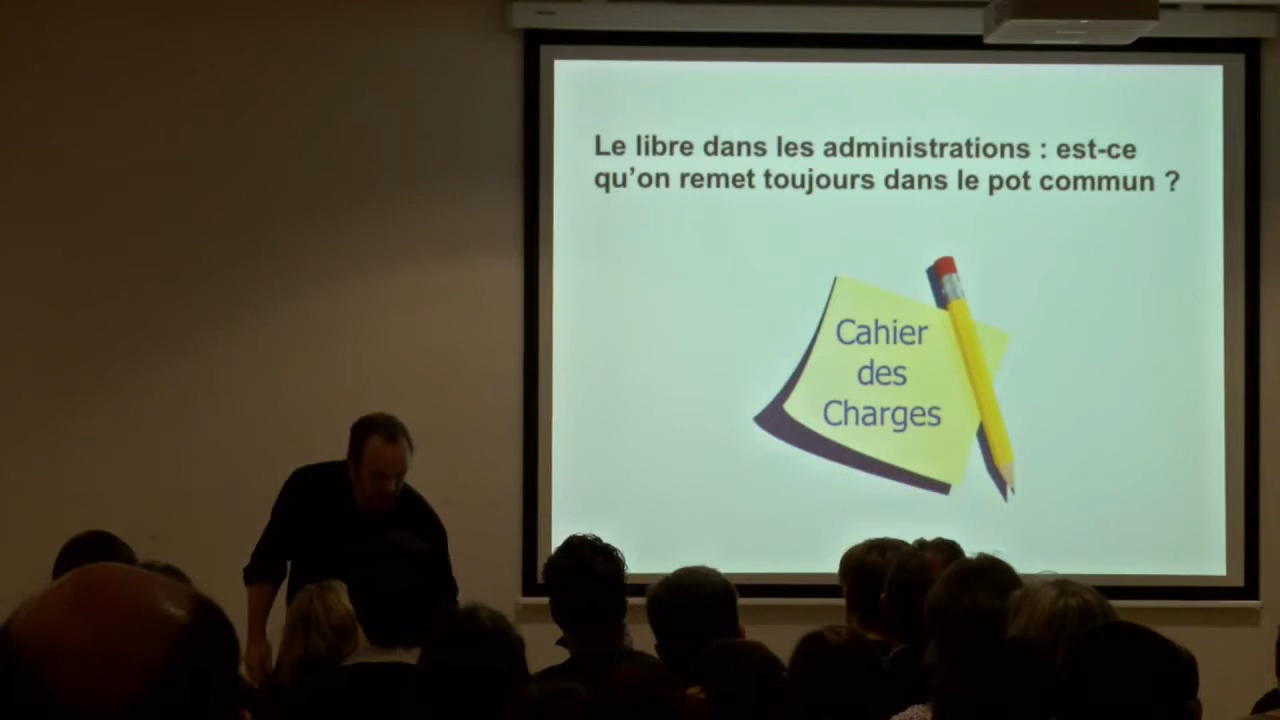 Le libre dans les administrations : est-ce
qu’on remet toujours dans le pot commun ?
Cahier
des
Charges